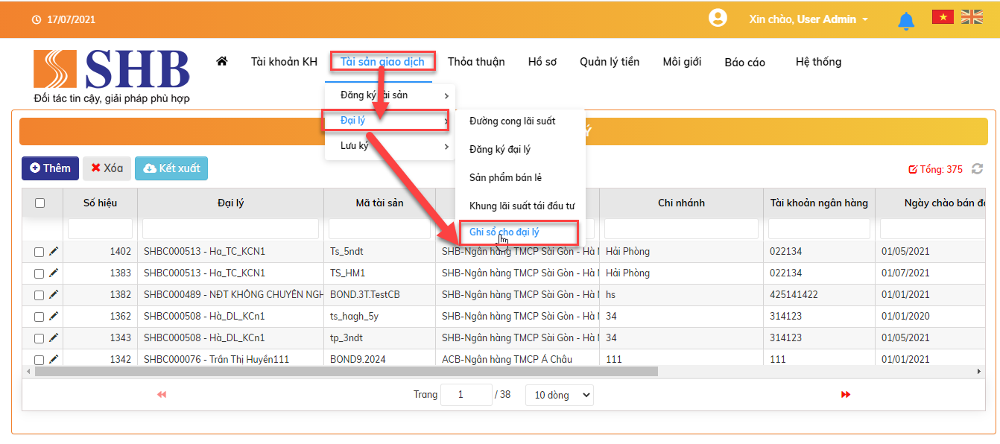 17/07/2021
Xin chào, User Admin
SHB
Đối tác tin cậy, giải pháp phù hợp
Tài khoản KH
Tài sản giao dịch
Thỏa thuận
Hồ sơ
Quản lý tiền
Môi giới
Báo cáo
Hệ thống
Đăng ký tài sản
Đại lý
Lưu ký
Đường cong lãi suất
Đăng ký đại lý
Sản phẩm bán lẻ
Khung lãi suất tái đầu tư
Ghi sổ cho đại lý
Ý
Thêm
Xóa
Kết xuất
Tổng: 375
Số hiệu Đại lý Mã tài sản Chi nhánh Tài khoản ngân hàng Ngày chào bán đ
1402 SHBC000513 - Ha_TC_KCN1 Ts_5ndt SHB-Ngân hàng TMCP Sài Gòn - Hà N Hải Phòng 022134 01/05/2021
1383 SHBC000513 - Ha_TC_KCN1 TS_HM1 SHB-Ngân hàng TMCP Sài Gòn - Hà N Hải Phòng 022134 01/07/2021
1382 SHBC000489 - NĐT KHÔNG CHUYÊN NGH BOND.3T.TestCB SHB-Ngân hàng TMCP Sài Gòn - Hà N hs 425141422 01/01/2021
1362 SHBC000508 - Hà_DL_KCn1 ts_hagh_5y SHB-Ngân hàng TMCP Sài Gòn - Hà N 34 314123 01/01/2020
1343 SHBC000508 - Hà_DL_KCn1 tp_3ndt SHB-Ngân hàng TMCP Sài Gòn - Hà N 34 314123 01/05/2021
1342 SHBC000076 - Trần Thị Huyền111 BOND9.2024 ACB-Ngân hàng TMCP Á Châu 111 111 01/01/2021
Trang 1 / 38 10 dòng